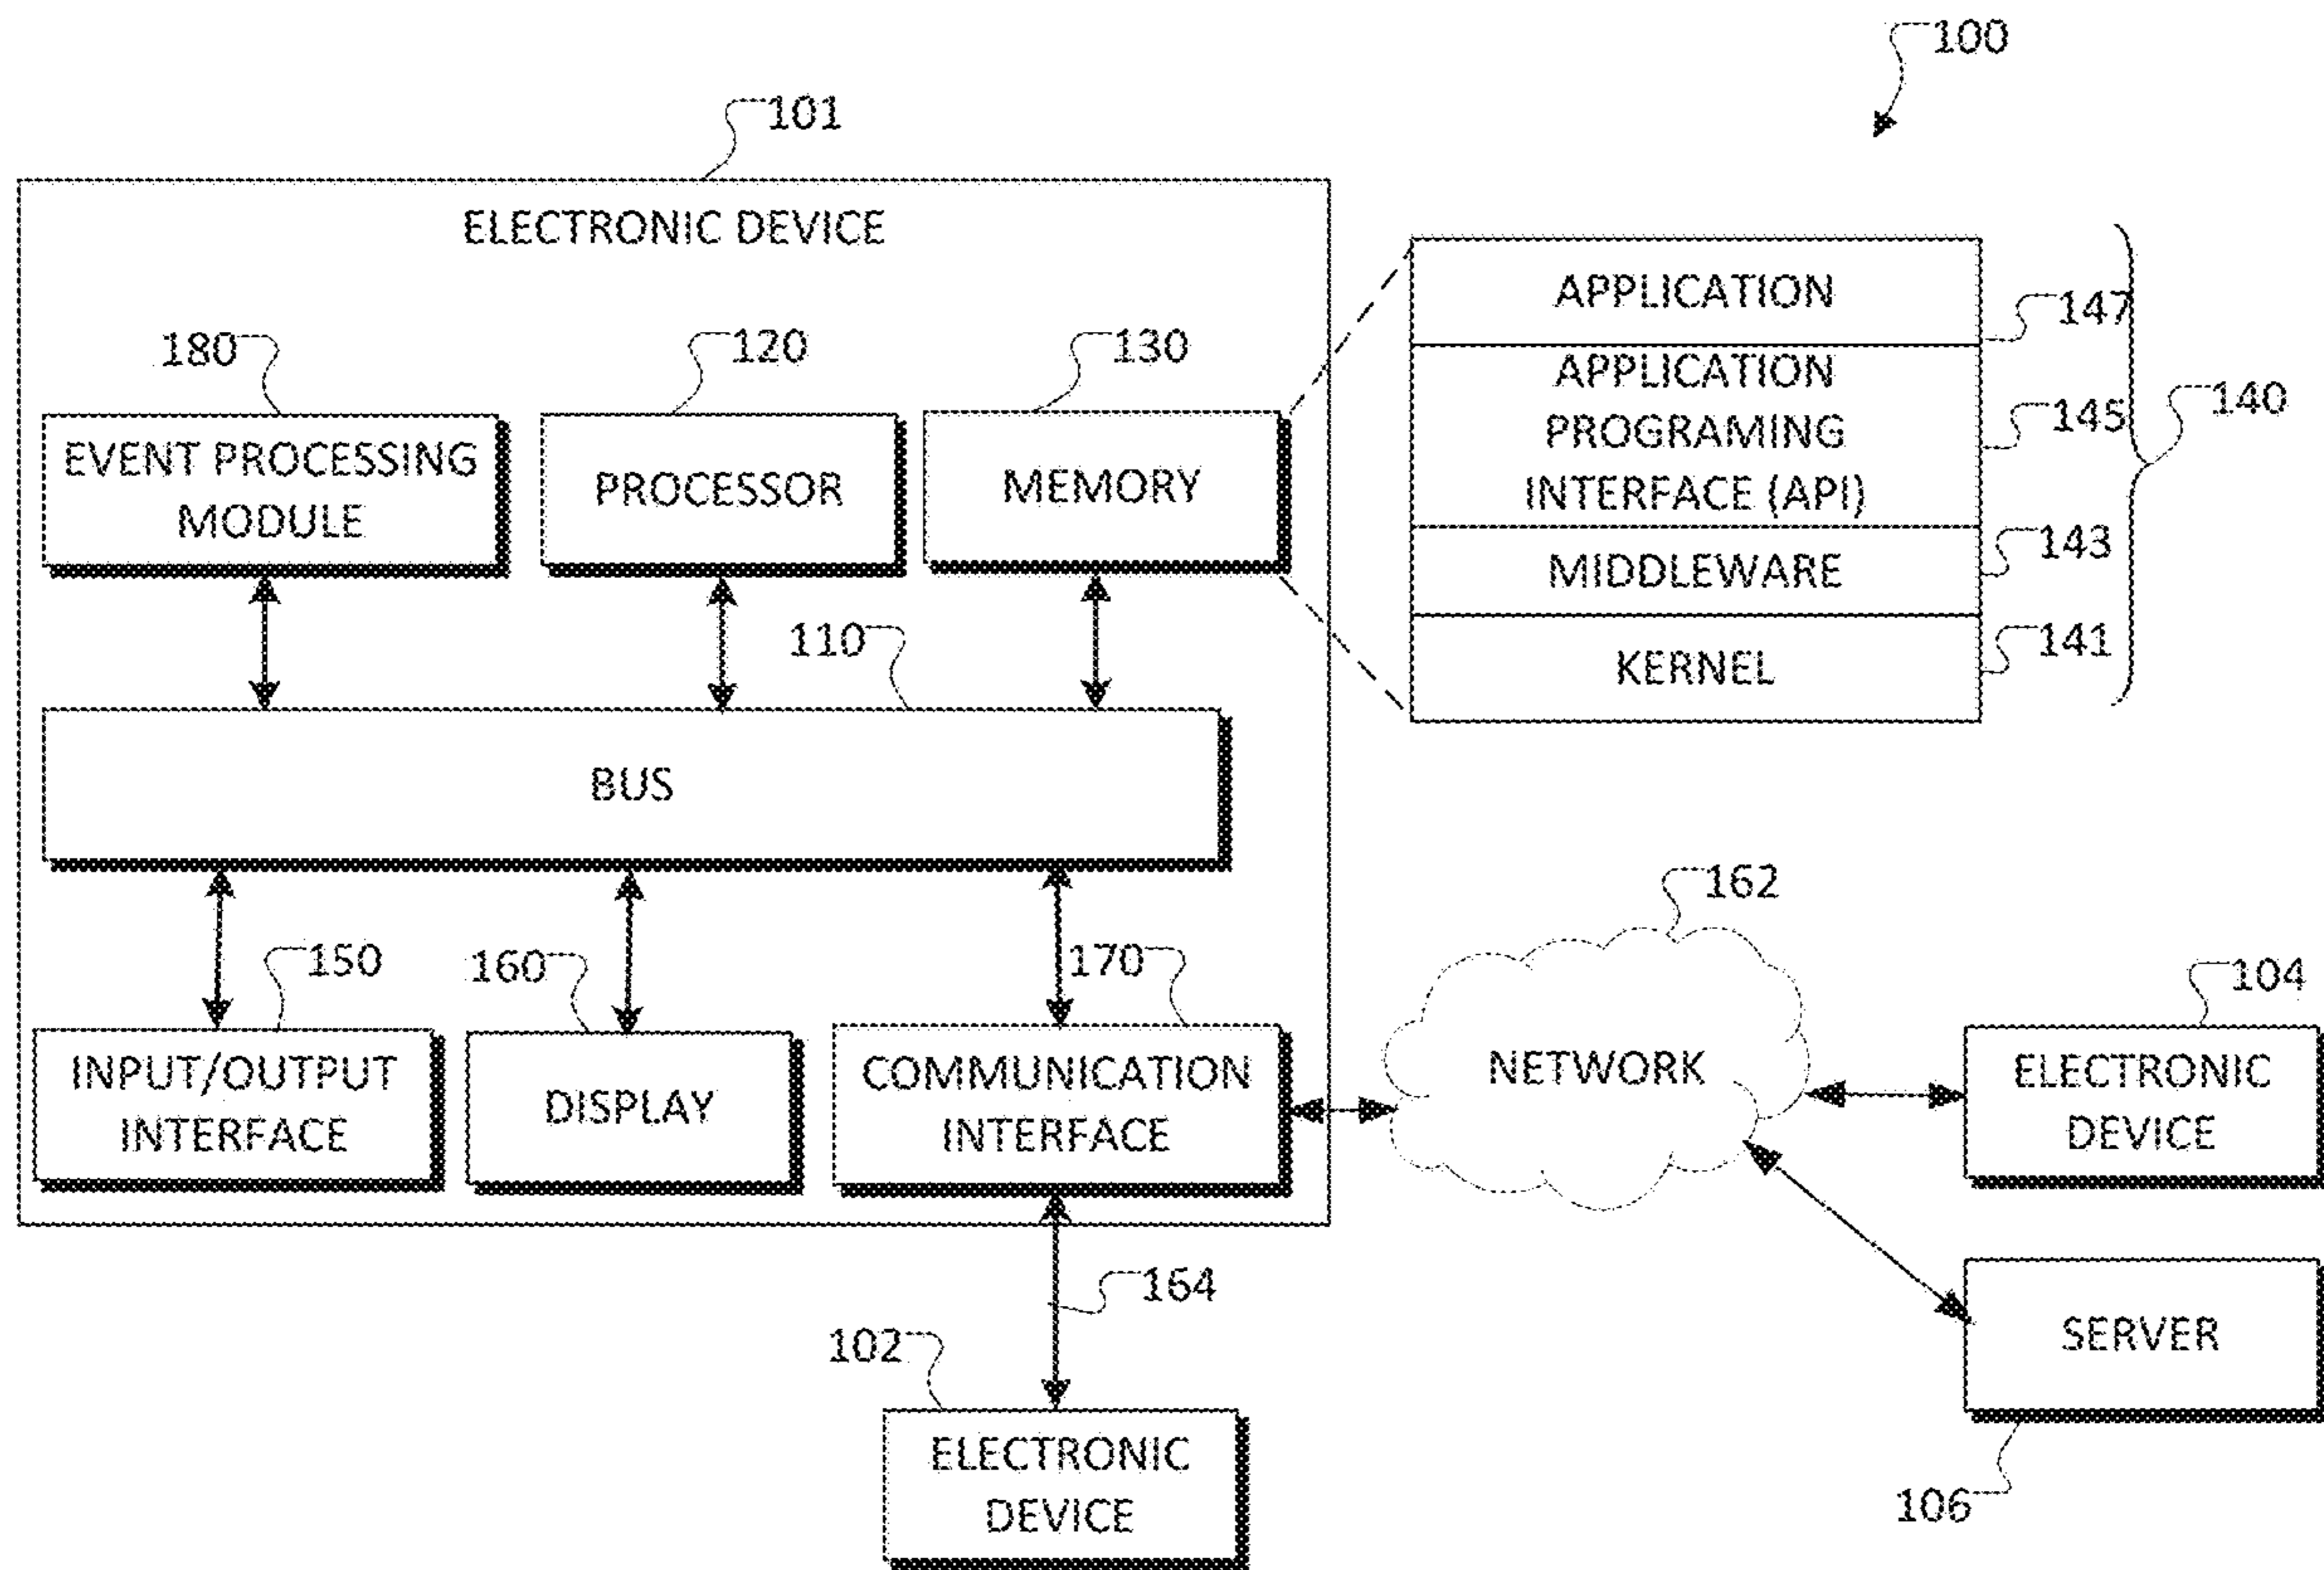 100
101
ELECTRONIC DEVICE
180
120
130
EVENT PROCESSING
MODULE
PROCESSOR
MEMORY
APPLICATION
147
APPLICATION
PROGRAMING
INTERFACE (API)
145
140
MIDDLEWARE
143
KERNEL
141
110
BUS
150
160
170
INPUT/OUTPUT
INTERFACE
DISPLAY
COMMUNICATION
INTERFACE
162
NETWORK
104
ELECTRONIC
DEVICE
164
SERVER
106
102
ELECTRONIC
DEVICE